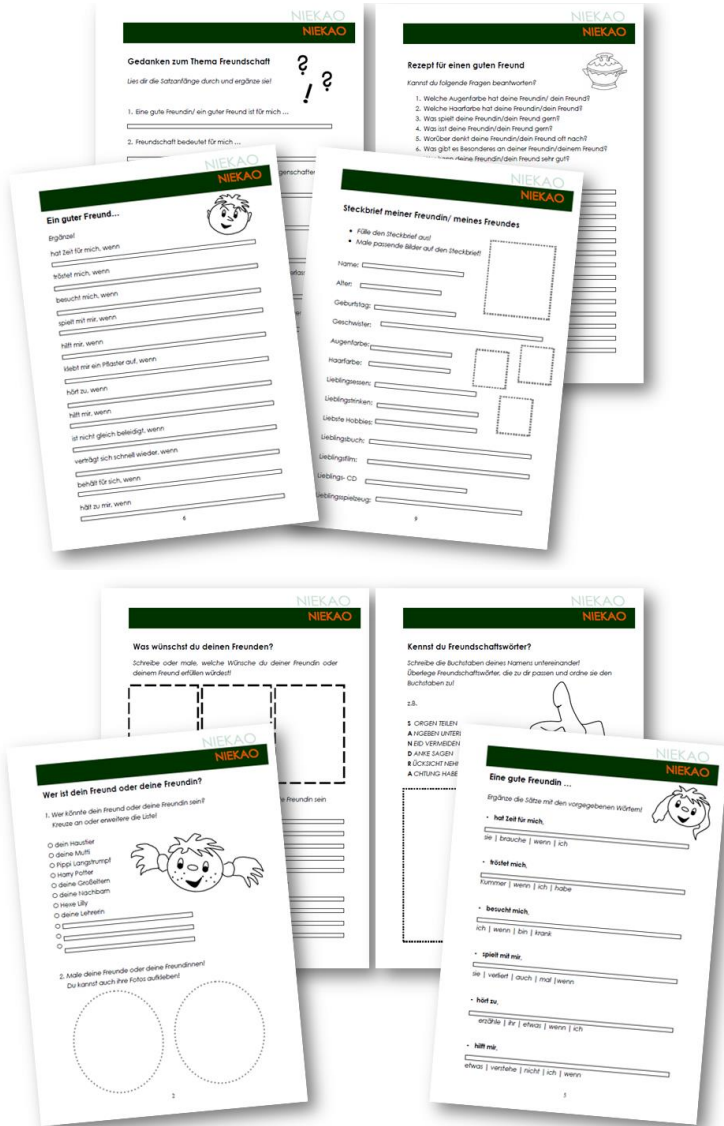 NIEKAO
NIEKAO
Gedanken zum Thema Freundschaft
Lies dir die Satzanfänge durch und ergänze sie!
1. Eine gute Freundin/ ein guter Freund ist für mich ...
2. Freundschaft bedeutet für mich ...
NIEKAO
NIEKAO
Rezept für einen guten Freund
Kannst du folgende Fragen beantworten?
1. Welche Augenfarbe hat deine Freundin/ dein Freund?
2. Welche Haarfarbe hat deine Freundin/ dein Freund?
3. Was spielt deine Freundin/dein Freund gern?
4. Was isst deine Freundin/dein Freund gern?
5. Worüber denkt deine Freundin/dein Freund oft nach?
6. Was gibt es Besonderes an deiner Freundin/deinem Freund?
kann deine Freundin/dein Freund sehr gut?
NIEKAO
NIEKAO
Ein guter Freund...
Ergänze!
hat Zeit für mich, wenn
tröstet mich, wenn
besucht mich, wenn
spielt mit mir, wenn
hilft mir, wenn
klebt mir ein Pflaster auf, wenn
hört zu, wenn
hilft mir, wenn
ist nicht gleich beleidigt, wenn
verträgt sich schnell wieder, wenn
behält für sich, wenn
hält zu mir, wenn
6
NIEKAO
NIEKAO
Steckbrief meiner Freundin/ meines Freundes
• Fülle den Steckbrief aus!
• Male passende Bilder auf den Steckbrief!
Name:
Alter:
Geburtstag:
Geschwister:
Augenfarbe:
Haarfarbe:
Lieblingsessen:
Lieblingstrinken:
Liebste Hobbies:
Lieblingsbuch:
Lieblingsfilm:
Lieblings- CD
Lieblingsspielzeug:
NIEKAO
NIEKAO
Was wünschst du deinen Freunden?
Schreibe oder male, welche Wünsche du deiner Freundin oder
deinem Freund erfüllen würdest!
Freundin sein
NIEKAO
NIEKAO
Kennst du Freundschaftswörter?
Schreibe die Buchstaben deines Namens untereinander!
Überlege Freundschaftswörter, die zu dir passen und ordne sie den
Buchstaben zu!
z.B.
S ORGEN TEILEN
A NGEBEN
N EID VERMEIDEN
D ANKE SAGEN
R ÜCKSICHT
A CHTUNG HABE
NIEKAO
NIEKAO
Wer ist dein Freund oder deine Freundin?
1. Wer könnte dein Freund oder deine Freundin sein?
Kreuze an oder erweitere die Liste!
O dein Haustier
O deine Mutti
O Pippi Langstrumpf
O Harry Potter
O deine Großeltern
O deine Nachbarn
O Hexe Lilly
O deine Lehrerin
O
O
O
2. Male deine Freunde oder deine Freundinnen!
Du kannst auch ihre Fotos aufkleben!
2
NIEKAO
NIEKAO
Eine gute Freundin ...
Ergänze die Sätze mit den vorgegebenen Wörtern!
- hat Zeit für mich,
sie | brauche | wenn | ich
- tröstet mich,
Kummer | wenn | ich | habe
- besucht mich,
ich | wenn | bin | krank
- spielt mit mir,
sie | verliert | auch | mal |wenn
- hört zu,
erzähle | ihr | etwas | wenn | ich
- hilft mir,
etwas | verstehe | nicht | ich | wenn